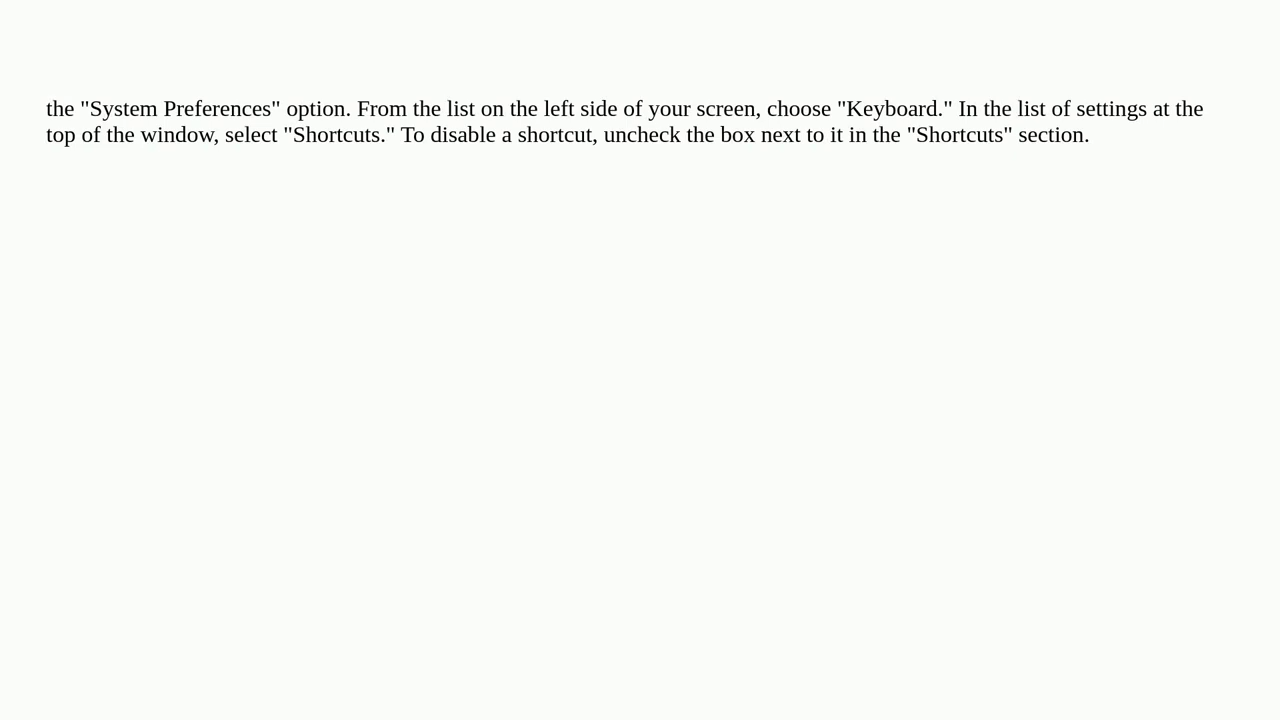 the "System Preferences" option. From the list on the left side of your screen, choose "Keyboard." In the list of settings at the
top of the window, select "Shortcuts." To disable a shortcut, uncheck the box next to it in the "Shortcuts" section.